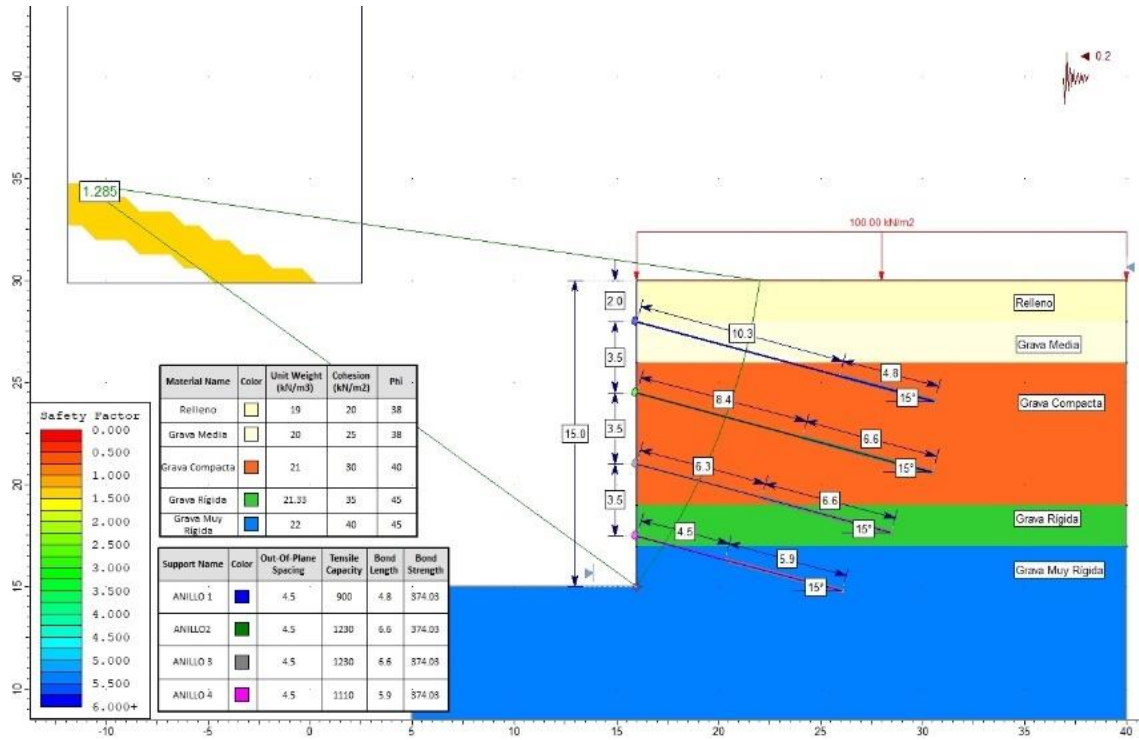 0.2
1.285
100.00 kN/m2
2.0
3.5
3.5
3.5
15.0
10.3
4.8
15°
8.4
6.6
15°
6.3
6.6
15°
4.5
5.9
15°
Relleno
Grava Media
Grava Compacta
Grava Rígida
Grava Muy Rígida
Material Name Color Unit Weight (kN/m3) Cohesion (kN/m2) Phi
Relleno 19 20 38
Grava Media 20 25 38
Grava Compacta 21 30 40
Grava Rígida 21.33 35 45
Grava Muy Rígida 22 40 45
Support Name Color Out-Of-Plane Spacing Tensile Capacity Bond Length Bond Strength
ANILLO 1 4.5 900 4.8 374.03
ANILLO2 4.5 1230 6.6 374.03
ANILLO 3 4.5 1230 6.6 374.03
ANILLO 4 4.5 1110 5.9 374.03
Safety Factor
0.000
0.500
1.000
1.500
2.000
2.500
3.000
3.500
4.000
4.500
5.000
5.500
6.000+
40
35
30
25
20
15
10
-10 -5 0 5 10 15 20 25 30 35 40